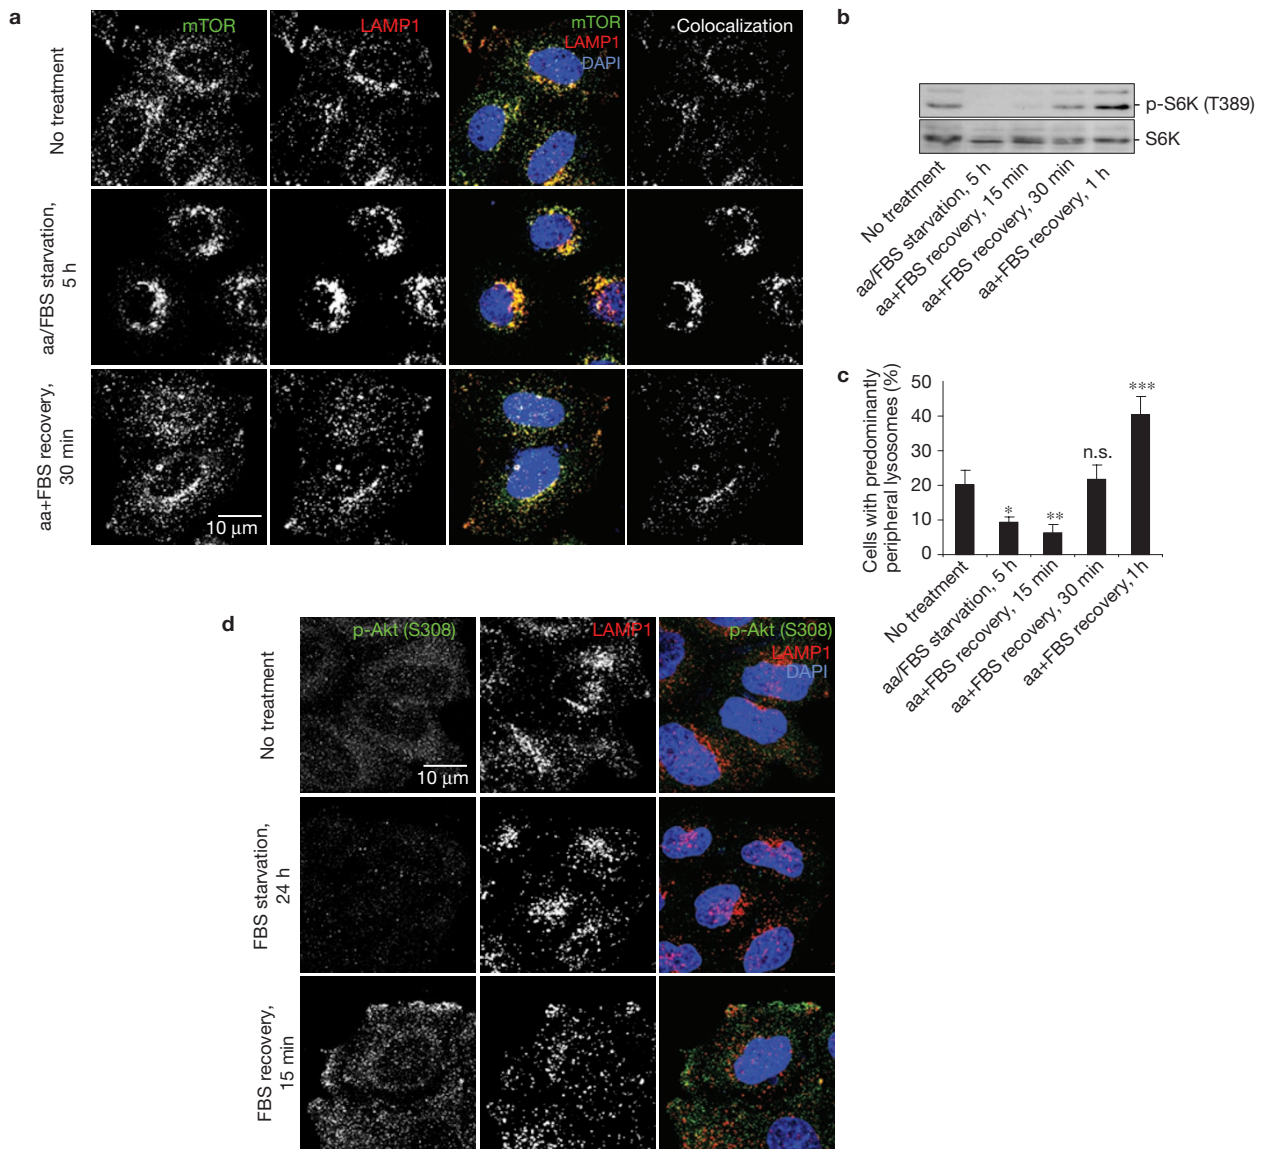 a
mTOR
LAMP1
mTOR
LAMP1
DAPI
Colocalization
No treatment
aa/FBS starvation,
5 h
aa+FBS recovery,
30 min
10 µm
b
p-S6K (T389)
S6K
No treatment
aa/FBS starvation, 5 h
aa+FBS recovery, 15 min
aa+FBS recovery, 30 min
aa+FBS recovery, 1 h
c
Cells with predominantly
peripheral lysosomes (%)
50
40
30
20
10
0
*
**
n.s.
***
No treatment
aa/FBS starvation, 5 h
aa+FBS recovery, 15 min
aa+FBS recovery, 30 min
aa+FBS recovery, 1h
d
p-Akt (S308)
LAMP1
p-Akt (S308)
LAMP1
DAPI
No treatment
10 µm
FBS starvation,
24 h
FBS recovery,
15 min